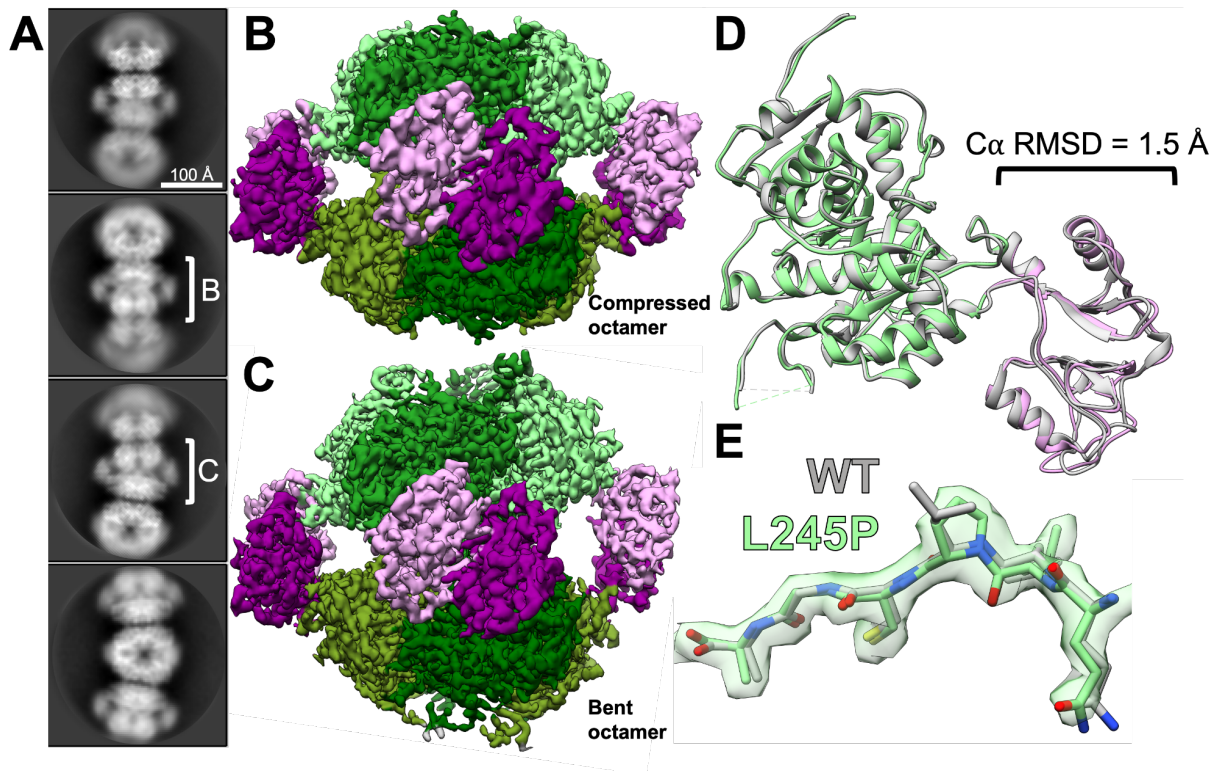 A
100 Å
B
C
B
Compressed
octamer
C
Bent
octamer
D
Cα RMSD = 1.5 Å
E
WT
L245P